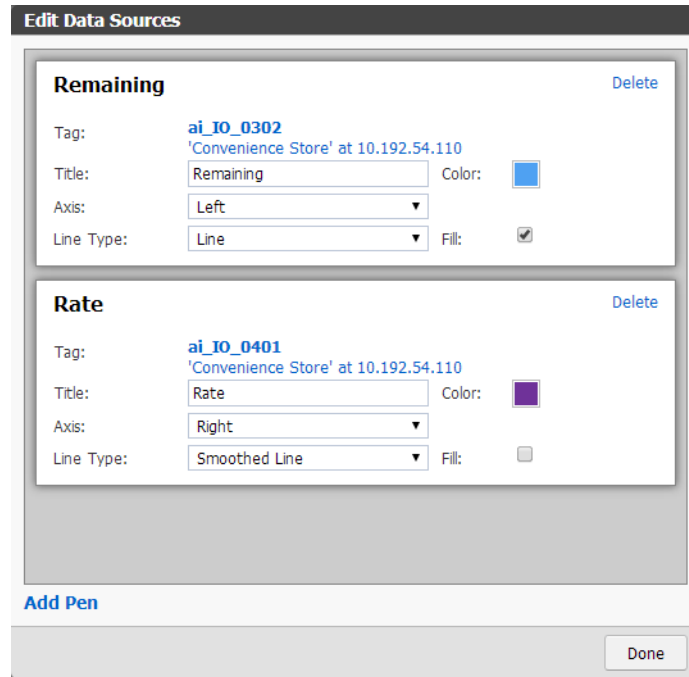 Edit Data Sources
Remaining Delete
Tag: ai_IO_0302
'Convenience Store' at 10.192.54.110
Title: Remaining Color:
Axis: Left
Line Type: Line Fill:
Rate Delete
Tag: ai_IO_0401
'Convenience Store' at 10.192.54.110
Title: Rate Color:
Axis: Right
Line Type: Smoothed Line Fill:
Add Pen
Done